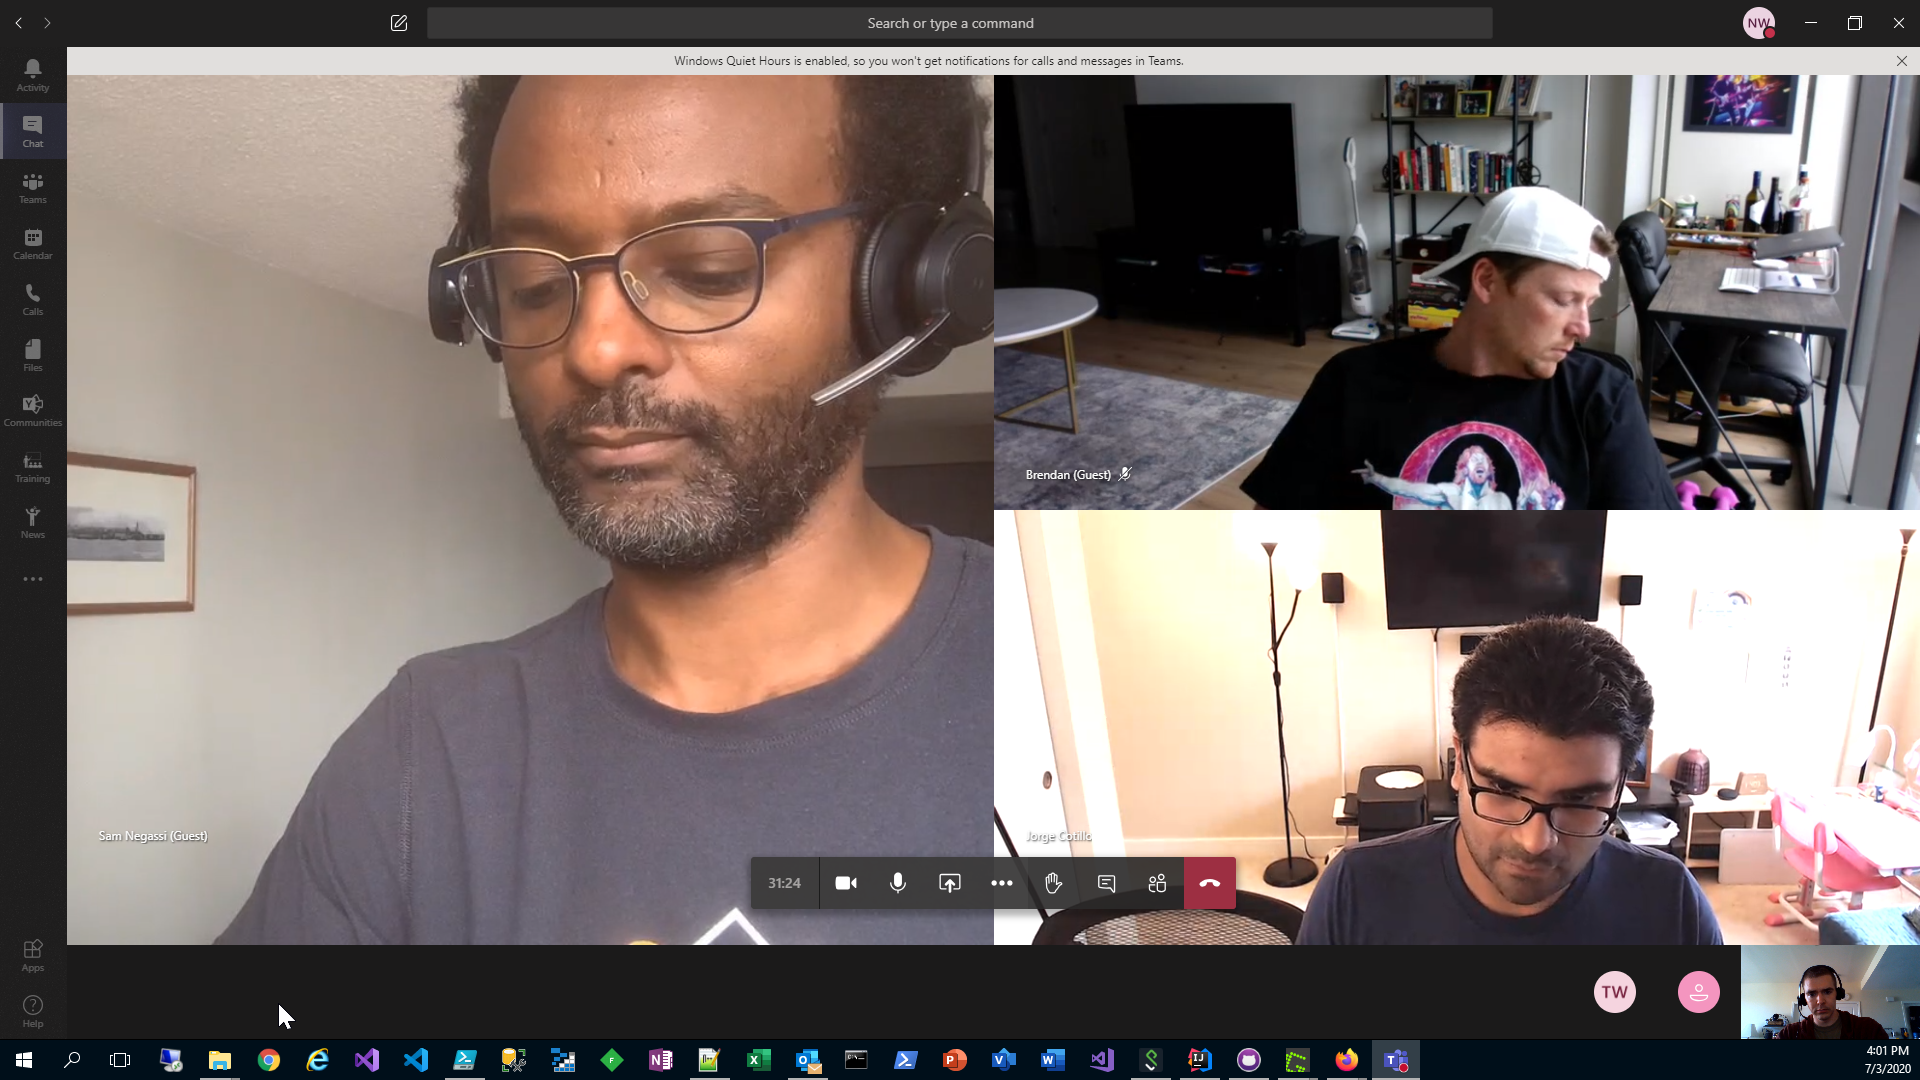 Search or type a command
NW
Windows Quiet Hours is enabled, so you won't get notifications for calls and messages in Teams.
Activity
Chat
Teams
Calendar
Calls
Files
Communities
Training
News
Apps
Help
Brendan (Guest)
Sam Negassi (Guest)
Jorge Cotillo
31:24
TW
4:01 PM
7/3/2020